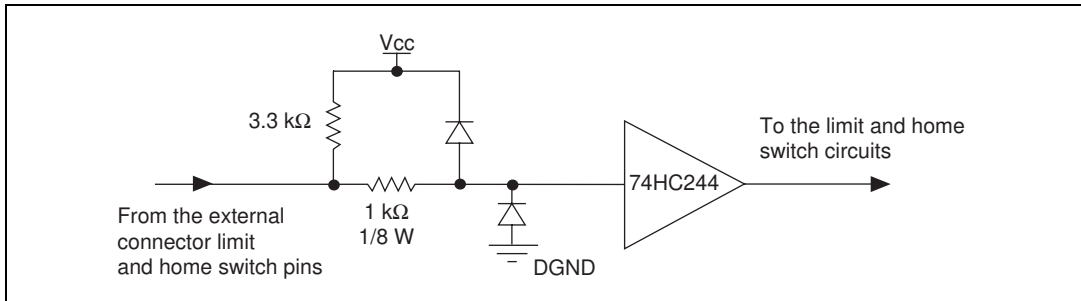 Vcc
3.3 kΩ
To the limit and home
switch circuits
74HC244
From the external
connector limit
and home switch pins
1 kΩ
1/8 W
DGND